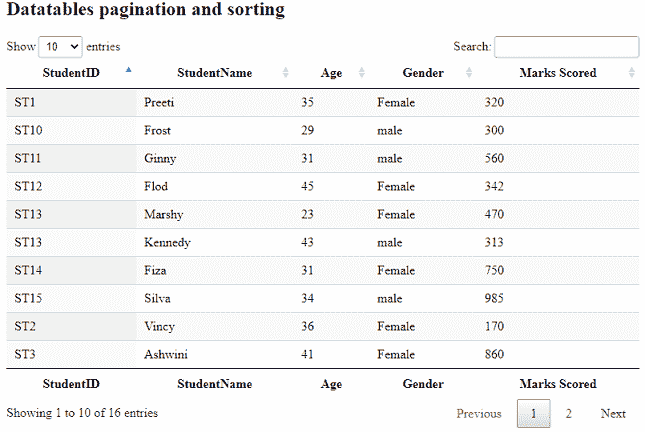 Datatables pagination and sorting
Show 10 entries Search:
StudentID StudentName Age Gender Marks Scored
ST1 Preeti 35 Female 320
ST10 Frost 29 male 300
ST11 Ginny 31 male 560
ST12 Flod 45 Female 342
ST13 Marshy 23 Female 470
ST13 Kennedy 43 male 313
ST14 Fiza 31 Female 750
ST15 Silva 34 male 985
ST2 Vincy 36 Female 170
ST3 Ashwini 41 Female 860
StudentID StudentName Age Gender Marks Scored
Showing 1 to 10 of 16 entries Previous 1 2 Next